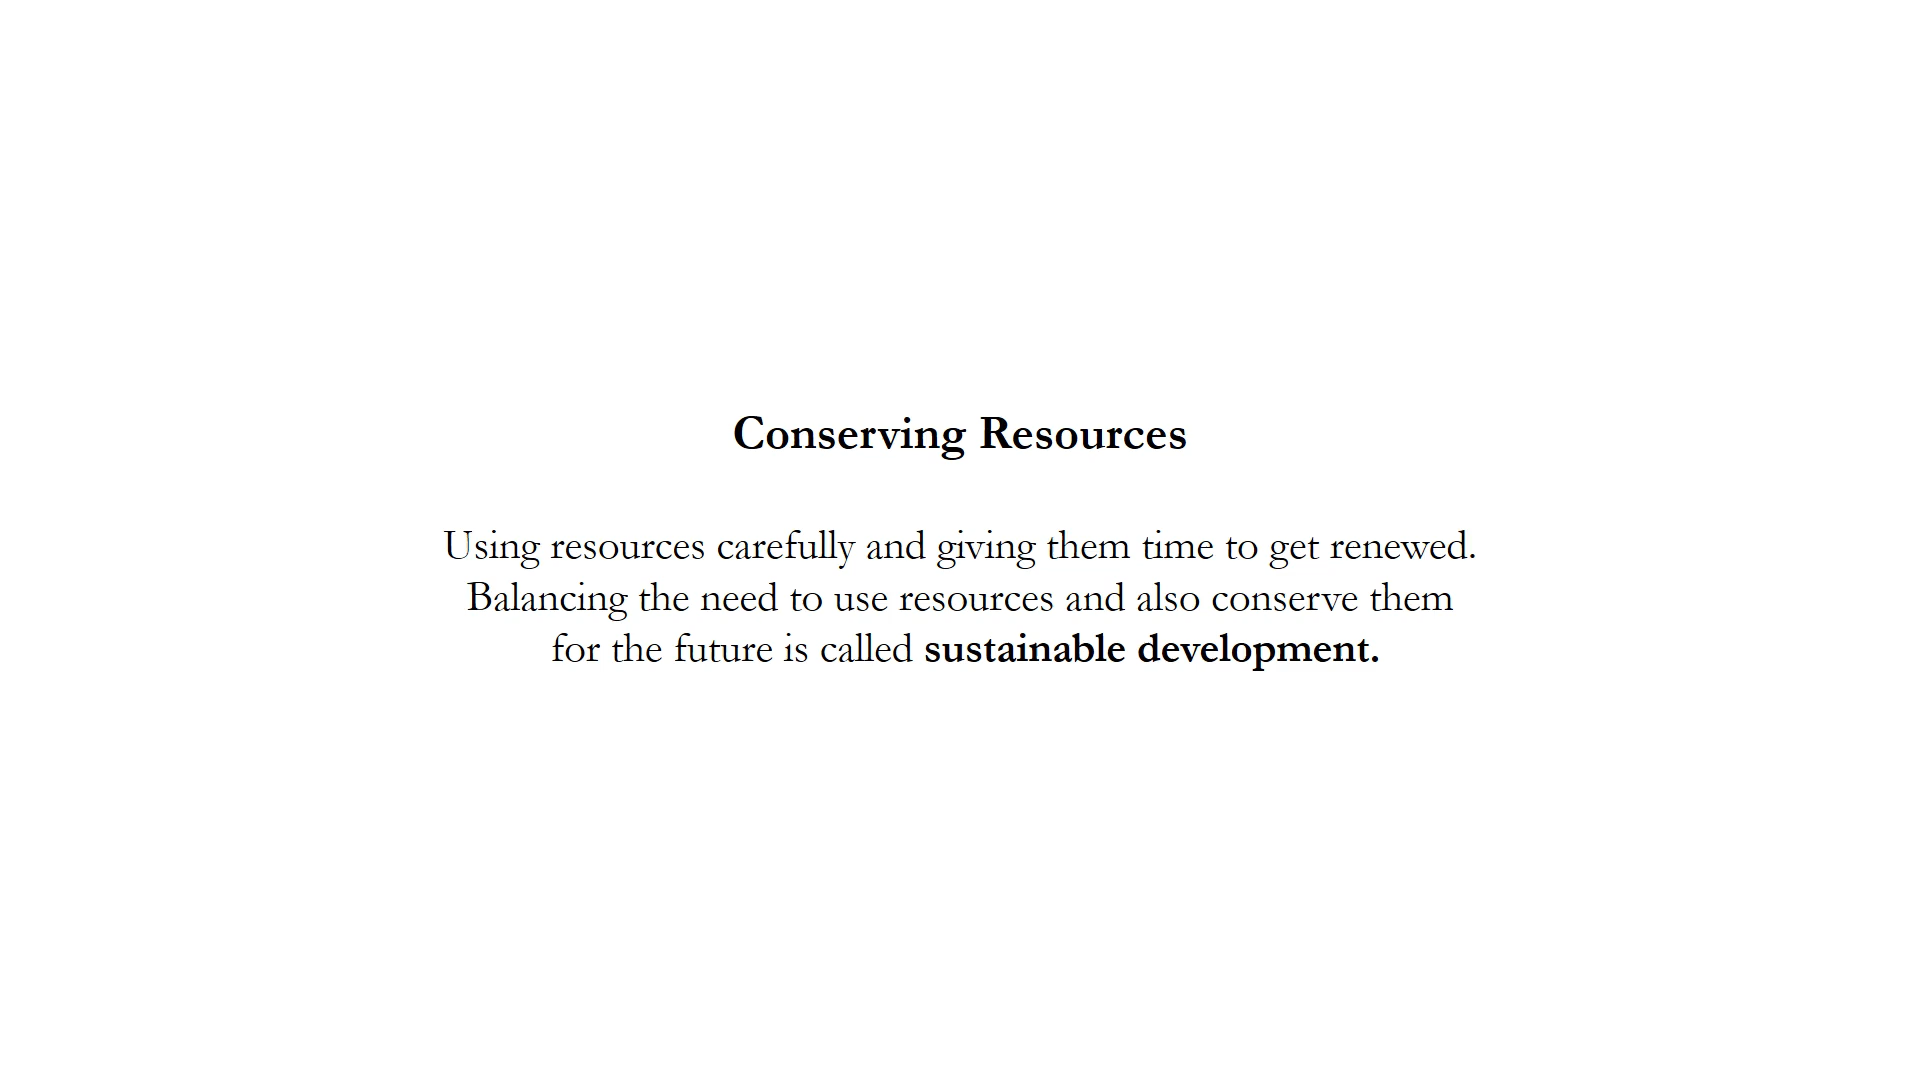 Conserving Resources
Using resources carefully and giving them time to get renewed.
Balancing the need to use resources and also conserve them
for the future is called sustainable development.